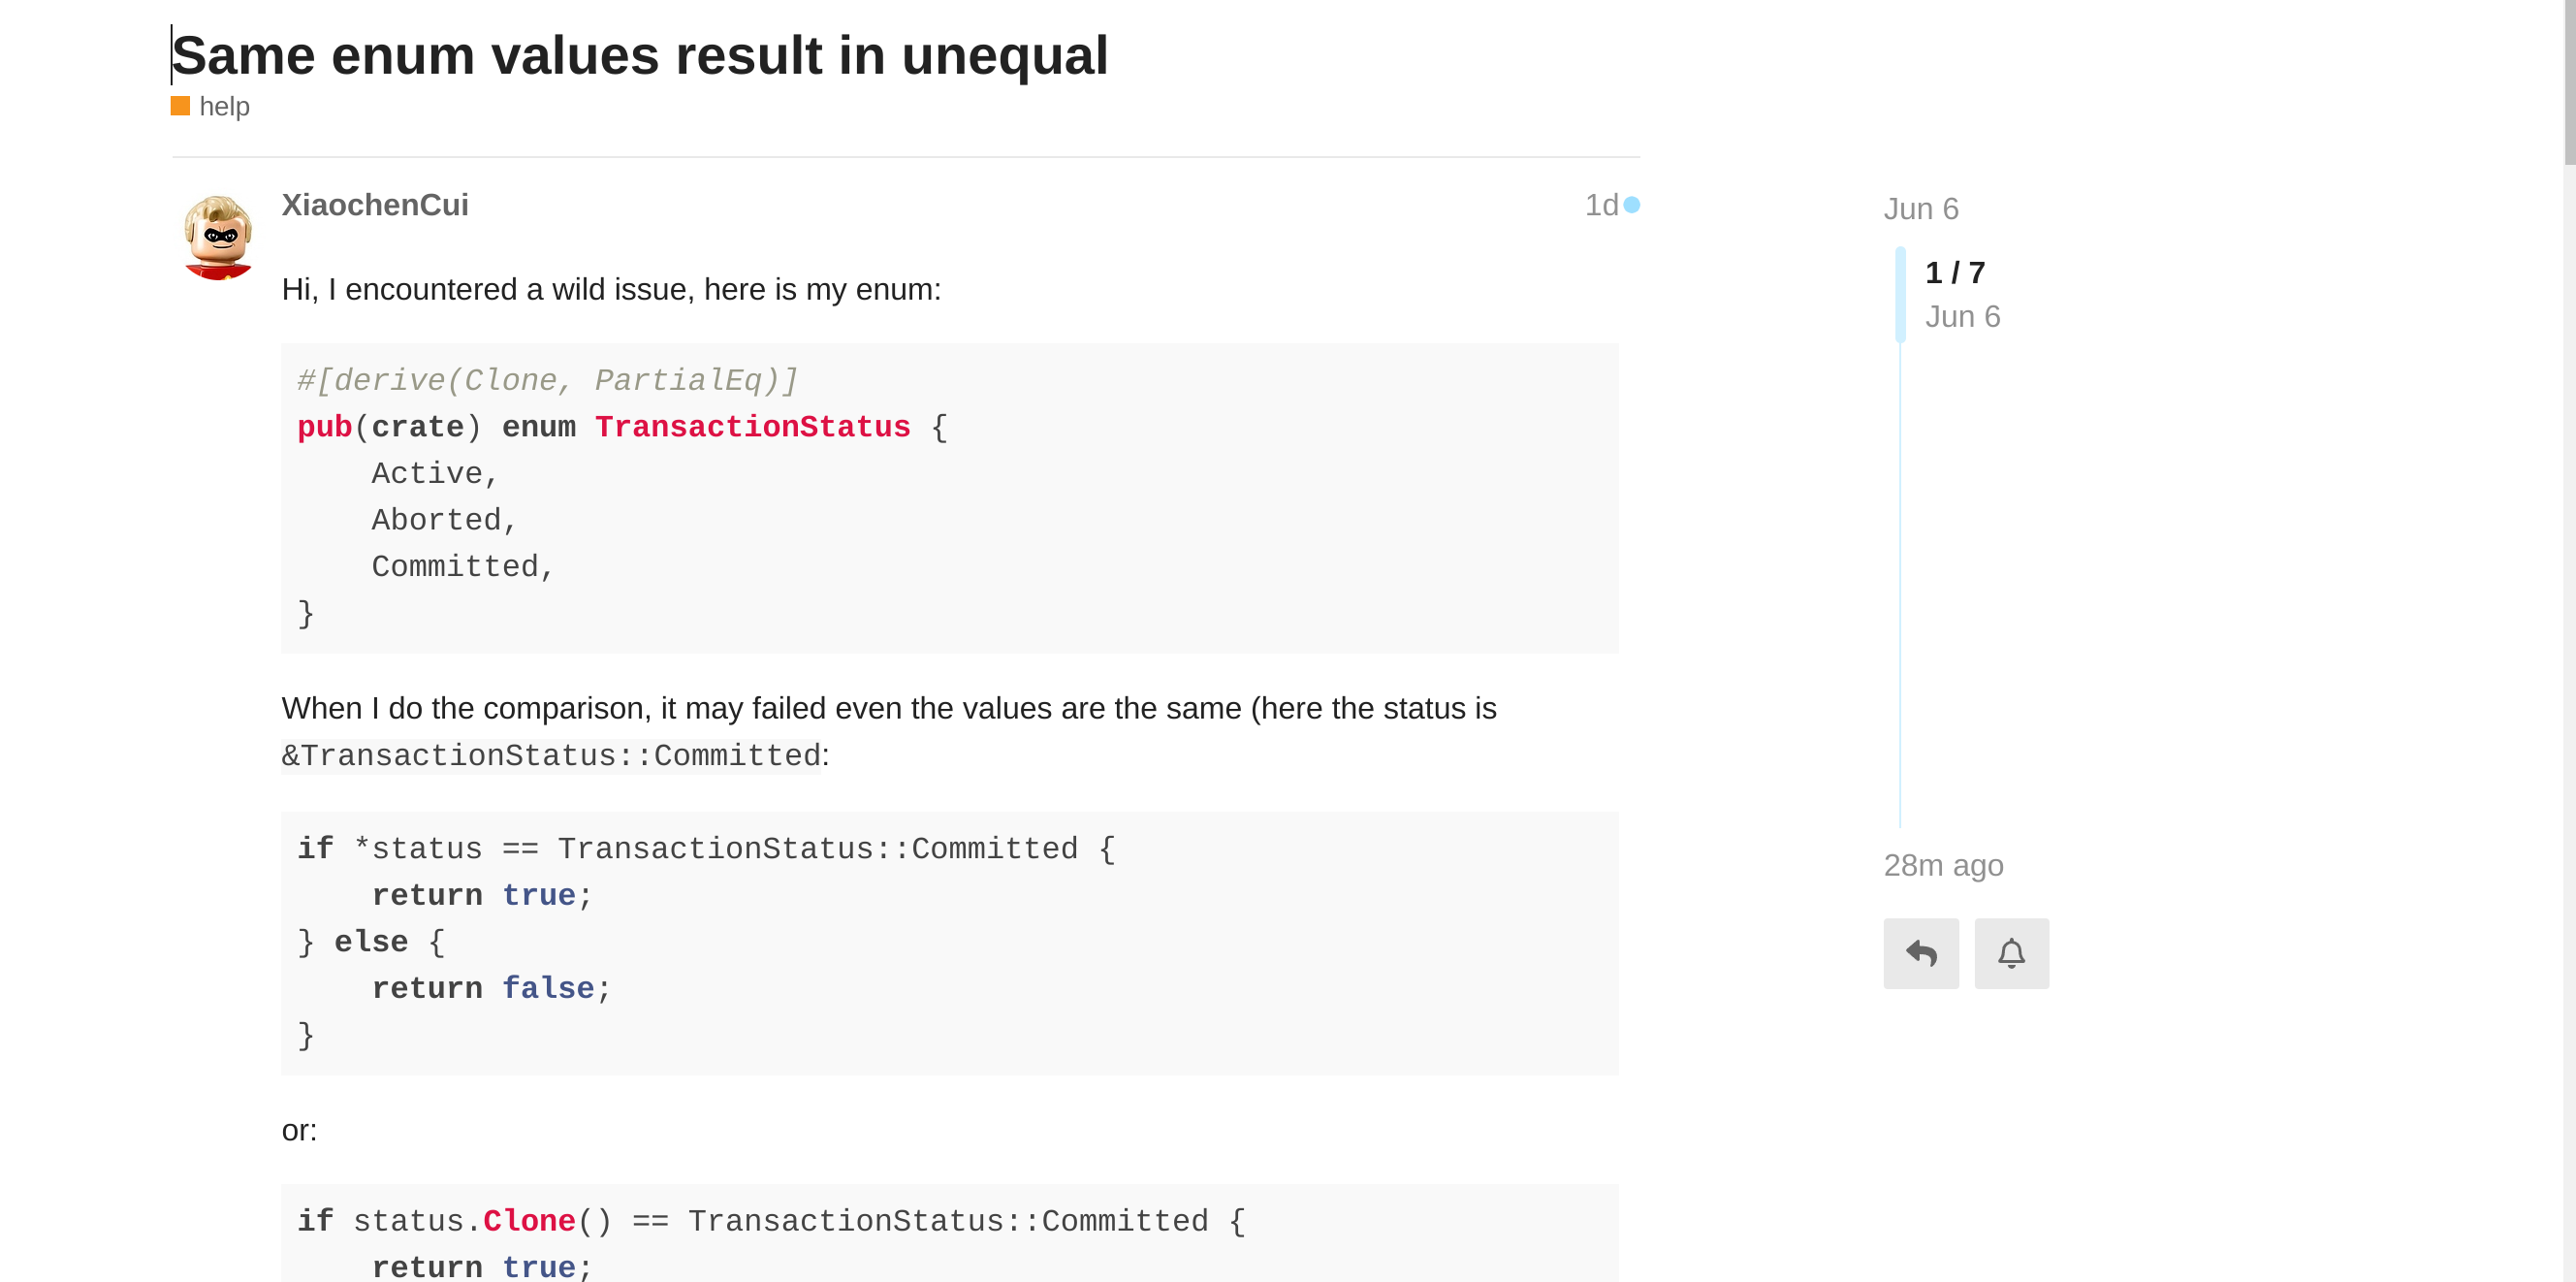 Same enum values result in unequal
help
XiaochenCui
1d
Hi, I encountered a wild issue, here is my enum:
#[derive(Clone, PartialEq)]
pub(crate) enum TransactionStatus {
    Active,
    Aborted,
    Committed,
}
When I do the comparison, it may failed even the values are the same (here the status is
&TransactionStatus::Committed:
if *status == TransactionStatus::Committed {
    return true;
} else {
    return false;
}
or:
if status.Clone() == TransactionStatus::Committed {
    return true;
Jun 6
1 / 7
Jun 6
28m ago